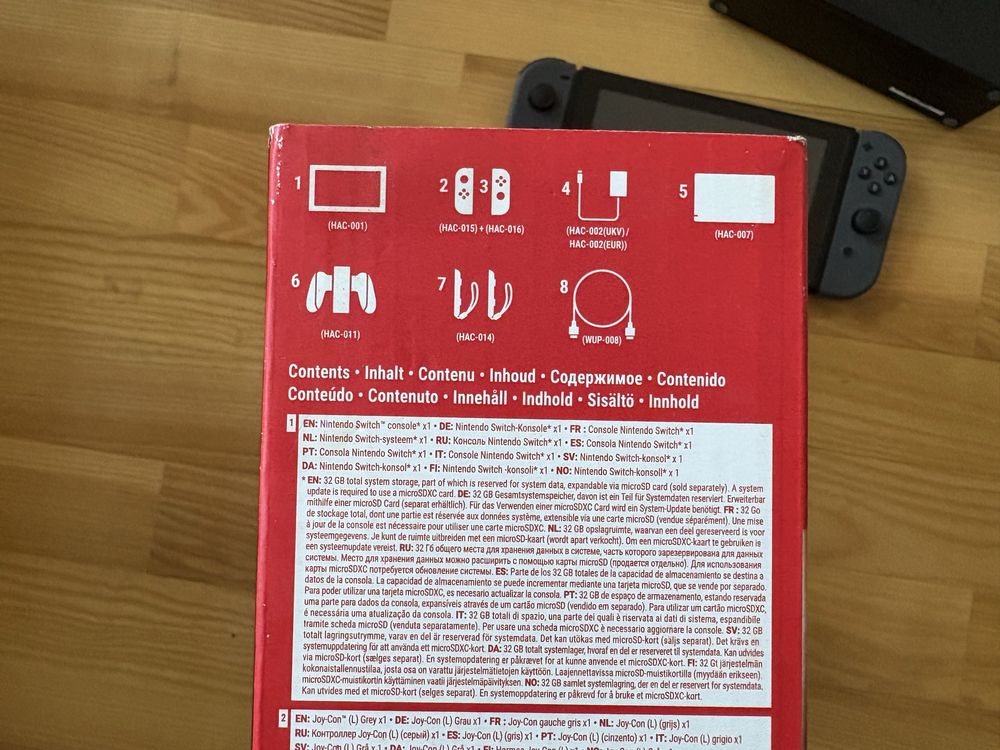 1 2 3 4 5
(HAC-001) (HAC-015) + (HAC-016) (HAC-002(UKV)/ (HAC-007)
HAC-002(EUR))
6 7 8
(HAC-011) (HAC-014) (WUP-008)
Contents • Inhalt • Contenu • Inhoud • Содержимое • Contenido
Conteúdo • Contenuto • Innehåll • Indhold • Sisältö • Innhold
1 EN: Nintendo Switch™ console* x1 • DE: Nintendo Switch-Konsole* x1 • FR : Console Nintendo Switch* x1
NL: Nintendo Switch-systeem* x1 • RU: Консоль Nintendo Switch* x1 • ES: Consola Nintendo Switch* x1
PT: Consola Nintendo Switch* x1 • IT: Console Nintendo Switch* x1 • SV: Nintendo Switch-konsol* x 1
DA: Nintendo Switch-konsol* x 1 • FI: Nintendo Switch -konsoli* x 1 • NO: Nintendo Switch-konsoll* x 1
* EN: 32 GB total system storage, part of which is reserved for system data, expandable via microSD card (sold separately). A system
update is required to use a microSDXC card. DE: 32 GB Gesamtsystemspeicher, davon ist ein Teil für Systemdaten reserviert. Erweiterbar
mithilfe einer microSD Card (separat erhältlich). Für das Verwenden einer microSDXC Card wird ein System-Update benötigt. FR : 32 Go
de stockage total, dont une partie est réservée aux données système, extensible via une carte microSD (vendue séparément). Une mise
à jour de la console est nécessaire pour utiliser une carte microSDXC. NL: 32 GB opslagruimte, waarvan een deel gereserveerd is voor
systeemgegevens. Je kunt de ruimte uitbreiden met een microSD-kaart (wordt apart verkocht). Om een microSDXC-kaart te gebruiken is
een systeemupdate vereist. RU: 32 Гб общего места для хранения данных в системе, часть которого зарезервирована для данных
системы. Место для хранения данных можно расширить с помощью карты microSD (продается отдельно). Для использования
карты microSDXC потребуется обновление системы. ES: Parte de los 32 GB totales de la capacidad de almacenamiento se destina a
datos de la consola. La capacidad de almacenamiento se puede incrementar mediante una tarjeta microSD, que se vende por separado.
Para poder utilizar una tarjeta microSDXC, es necesario actualizar la consola. PT: 32 GB de espaço de armazenamento, estando reservada
uma parte para dados da consola, expansíveis através de um cartão microSD (vendido em separado). Para utilizar um cartão microSDXC,
é necessária uma atualização da consola. IT: 32 GB totali di spazio, una parte dei quali è riservata ai dati di sistema, espandibile
tramite scheda microSD (venduta separatamente). Per usare una scheda microSDXC è necessario aggiornare la console. SV: 32 GB
totalt lagringsutrymme, varav en del är reserverad för systemdata. Det kan utökas med microSD-kort (säljs separat). Det krävs en
systemuppdatering för att använda ett microSDXC-kort. DA: 32 GB totalt systemlager, hvoraf en del er reserveret til systemdata. Kan udvides
via microSD-kort (sælges separat). En systemopdatering er påkrævet for at kunne anvende et microSDXC-kort. FI: 32 Gt järjestelmän
kokonaistallennustilaa, josta osa on varattu järjestelmätietojen käyttöön. Laajennettavissa microSD-muistikortilla (myydään erikseen).
microSDXC-muistikortin käyttäminen vaatii järjestelmäpäivityksen. NO: 32 GB samlet systemlagring, der en del er reservert for systemdata.
Kan utvides med et microSD-kort (selges separat). En systemoppdatering er påkrevd for å bruke et microSDXC-kort.
2 EN: Joy-Con™ (L) Grey x1 • DE: Joy-Con (L) Grau x1 • FR : Joy-Con gauche gris x1 • NL: Joy-Con (L) (grijs) x1
RU: Контроллер Joy-Con (L) (серый) x1 • ES: Joy-Con (L) (gris) x1 • PT: Joy-Con (L) (cinzento) x1 • IT: Joy-Con (L) grigio x1
SV: Joy-Con (L) Grå x 1 • DA: Joy-Con (L) Grå x 1 • FI: